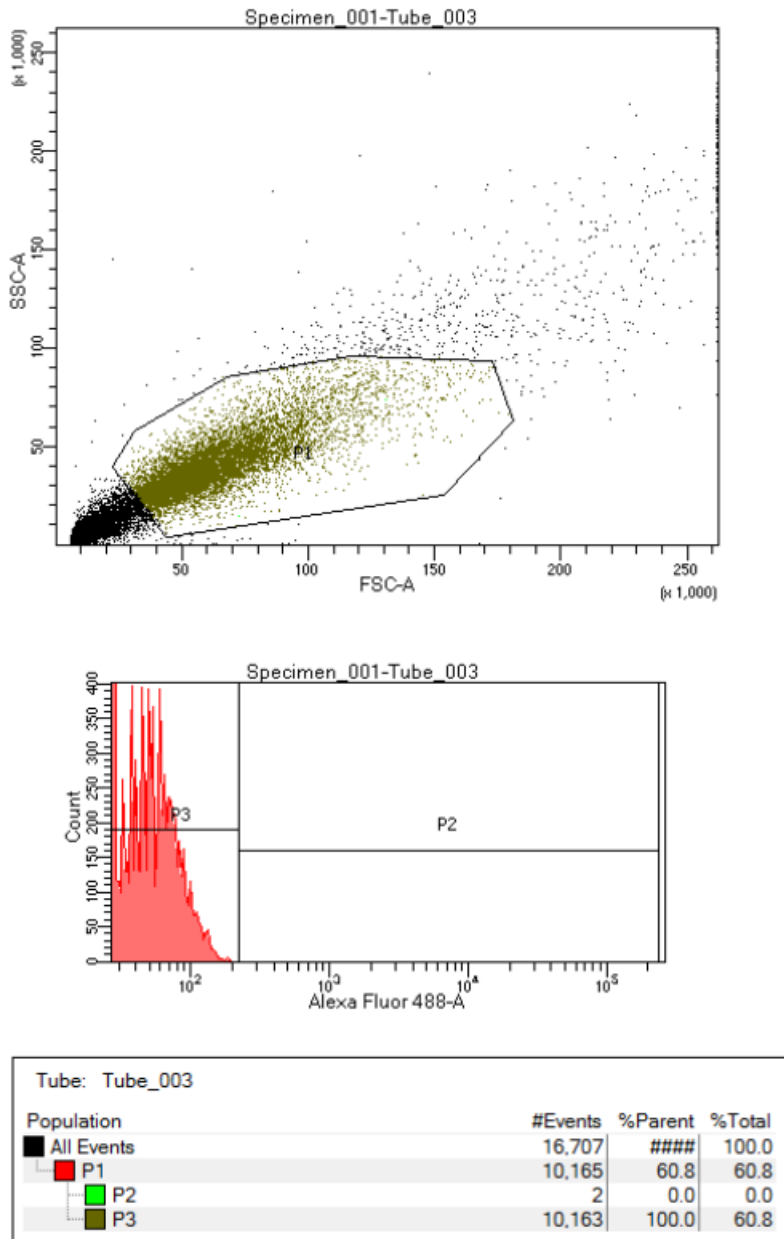 Specimen_001-Tube_003
(x 1,000)
250
200
150
100
50
SSC-A
P1
50 100 150 200 250
FSC-A
(x 1,000)
Specimen_001-Tube_003
400
350
300
250
200
150
100
50
0
Count
P3
P2
10² 10³ 10⁴ 10⁵
Alexa Fluor 488-A
Tube: Tube_003
Population #Events %Parent %Total
All Events 16,707 #### 100.0
P1 10,165 60.8 60.8
P2 2 0.0 0.0
P3 10,163 100.0 60.8